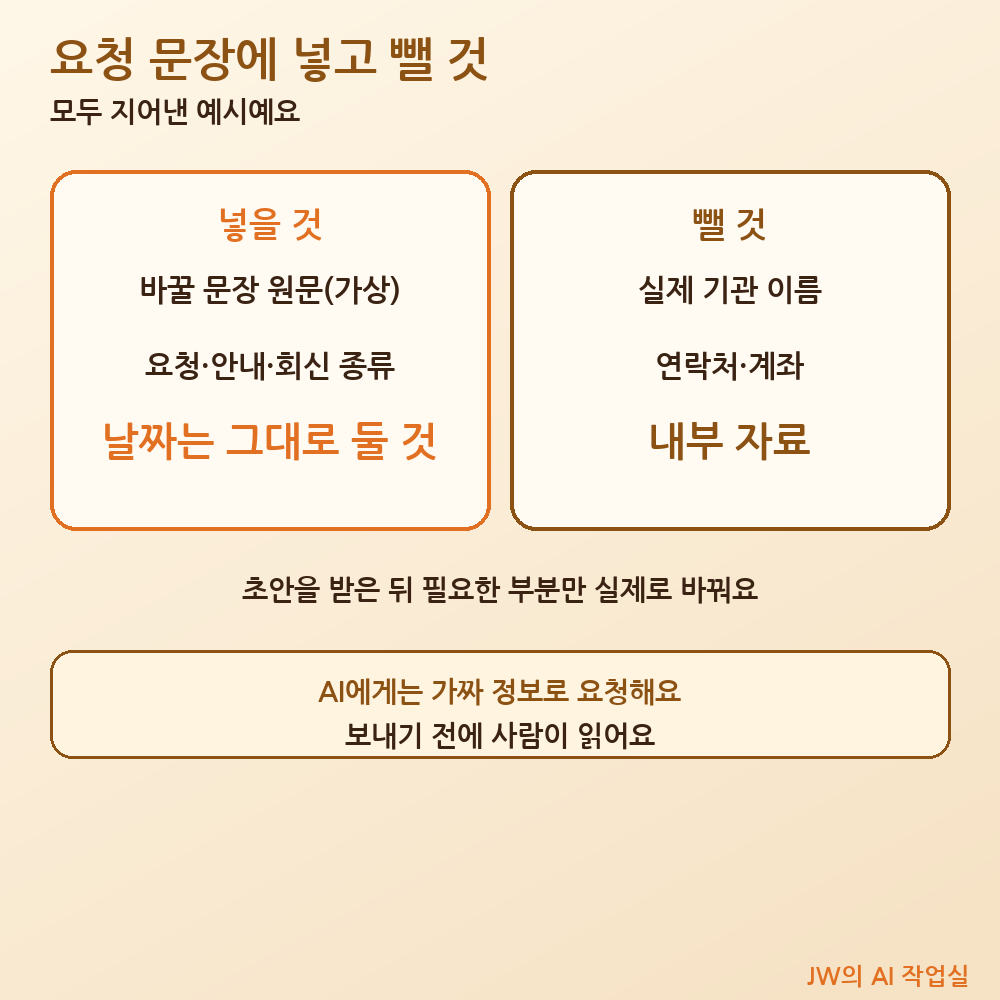 요청 문장에 넣고 뺄 것
모두 지어낸 예시예요
넣을 것
바꿀 문장 원문(가상)
요청·안내·회신 종류
날짜는 그대로 둘 것
뺄 것
실제 기관 이름
연락처·계좌
내부 자료
초안을 받은 뒤 필요한 부분만 실제로 바꿔요
AI에게는 가짜 정보로 요청해요
보내기 전에 사람이 읽어요
JW의 AI 작업실